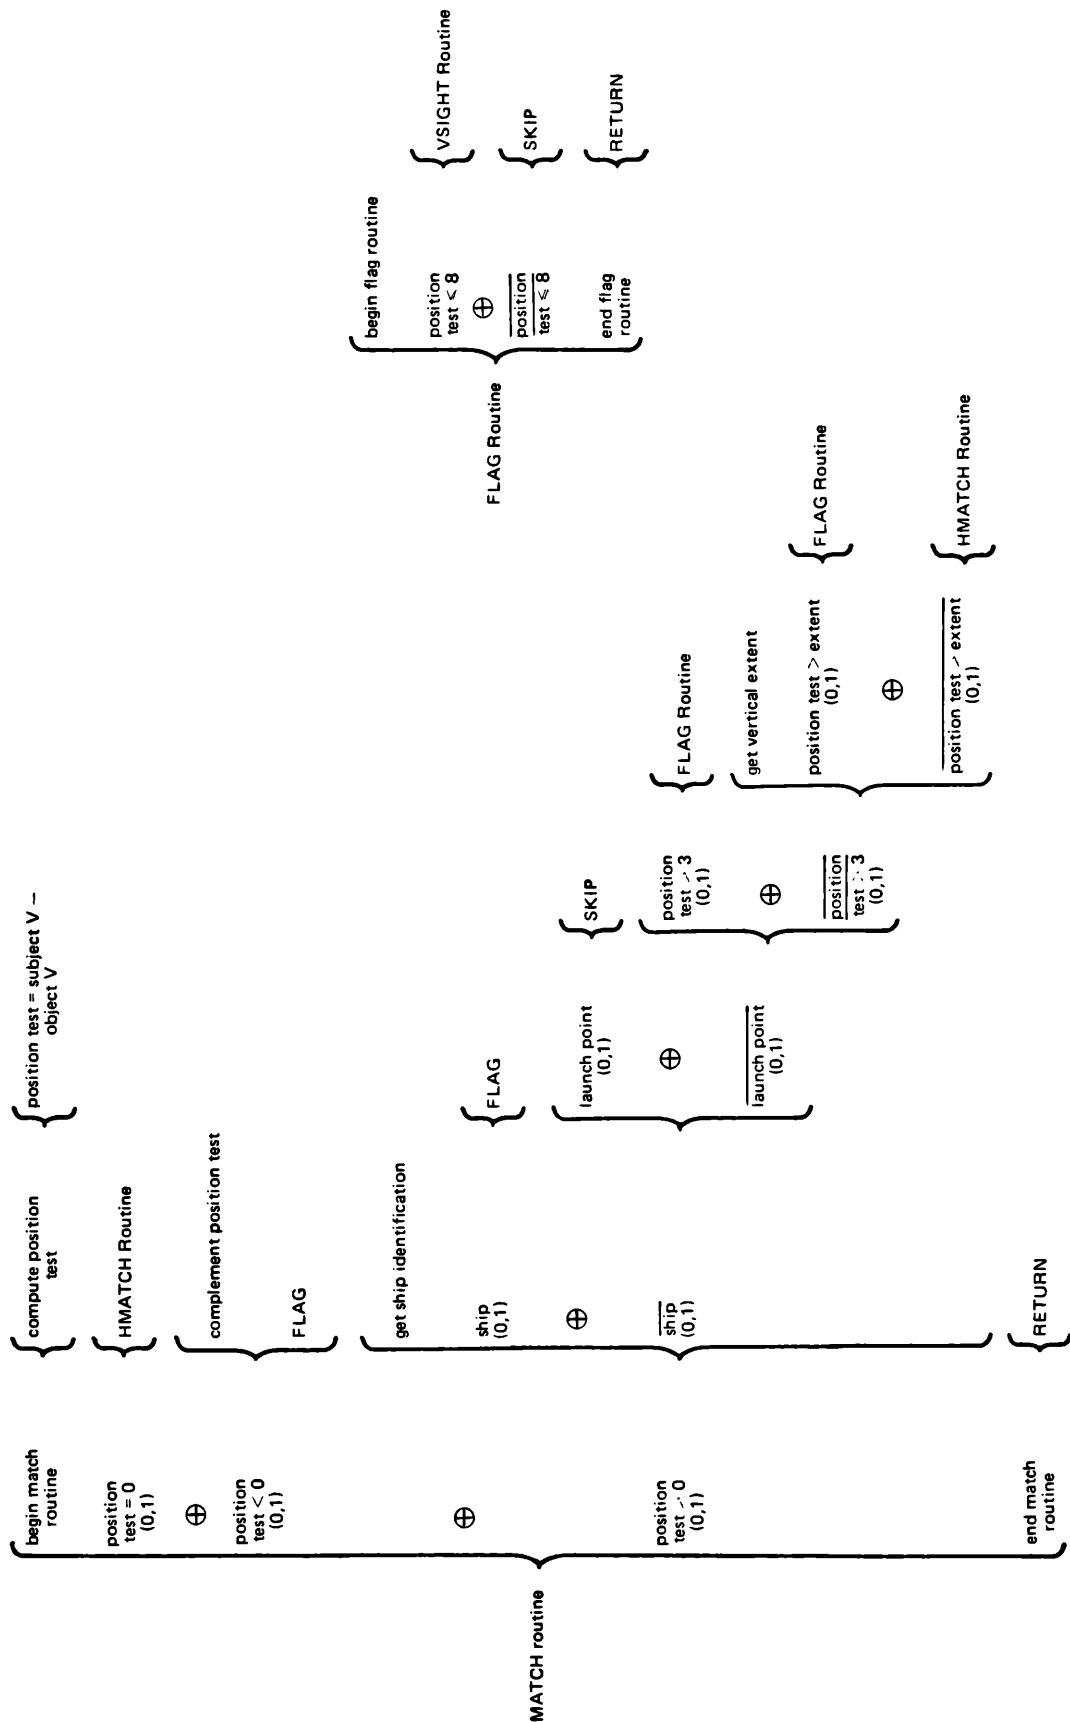 MATCH routine
begin match
routine
compute position
test
position test = subject V –
object V
position
test = 0
(0,1)
HMATCH Routine
⊕
position
test < 0
(0,1)
complement position test
FLAG
⊕
position
test > 0
(0,1)
get ship identification
ship
(0,1)
FLAG
⊕
ship
(0,1)
launch point
(0,1)
SKIP
⊕
launch point
(0,1)
position
test > 3
(0,1)
FLAG Routine
⊕
position
test > 3
(0,1)
get vertical extent
position test > extent
(0,1)
FLAG Routine
⊕
position test > extent
(0,1)
HMATCH Routine
end match
routine
RETURN
FLAG Routine
begin flag routine
position
test < 8
VSIGHT Routine
⊕
position
test ⩽ 8
SKIP
end flag
routine
RETURN